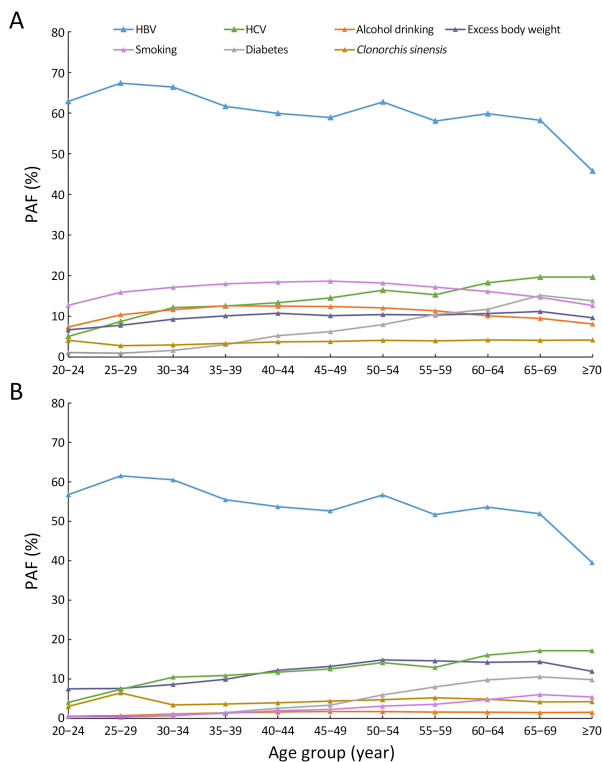 A
HBV HCV Alcohol drinking Excess body weight
Smoking Diabetes Clonorchis sinensis
80
70
60
50
40
30
20
10
0
PAF (%)
20–24 25–29 30–34 35–39 40–44 45–49 50–54 55–59 60–64 65–69 ≥70
B
80
70
60
50
40
30
20
10
0
PAF (%)
20–24 25–29 30–34 35–39 40–44 45–49 50–54 55–59 60–64 65–69 ≥70
Age group (year)